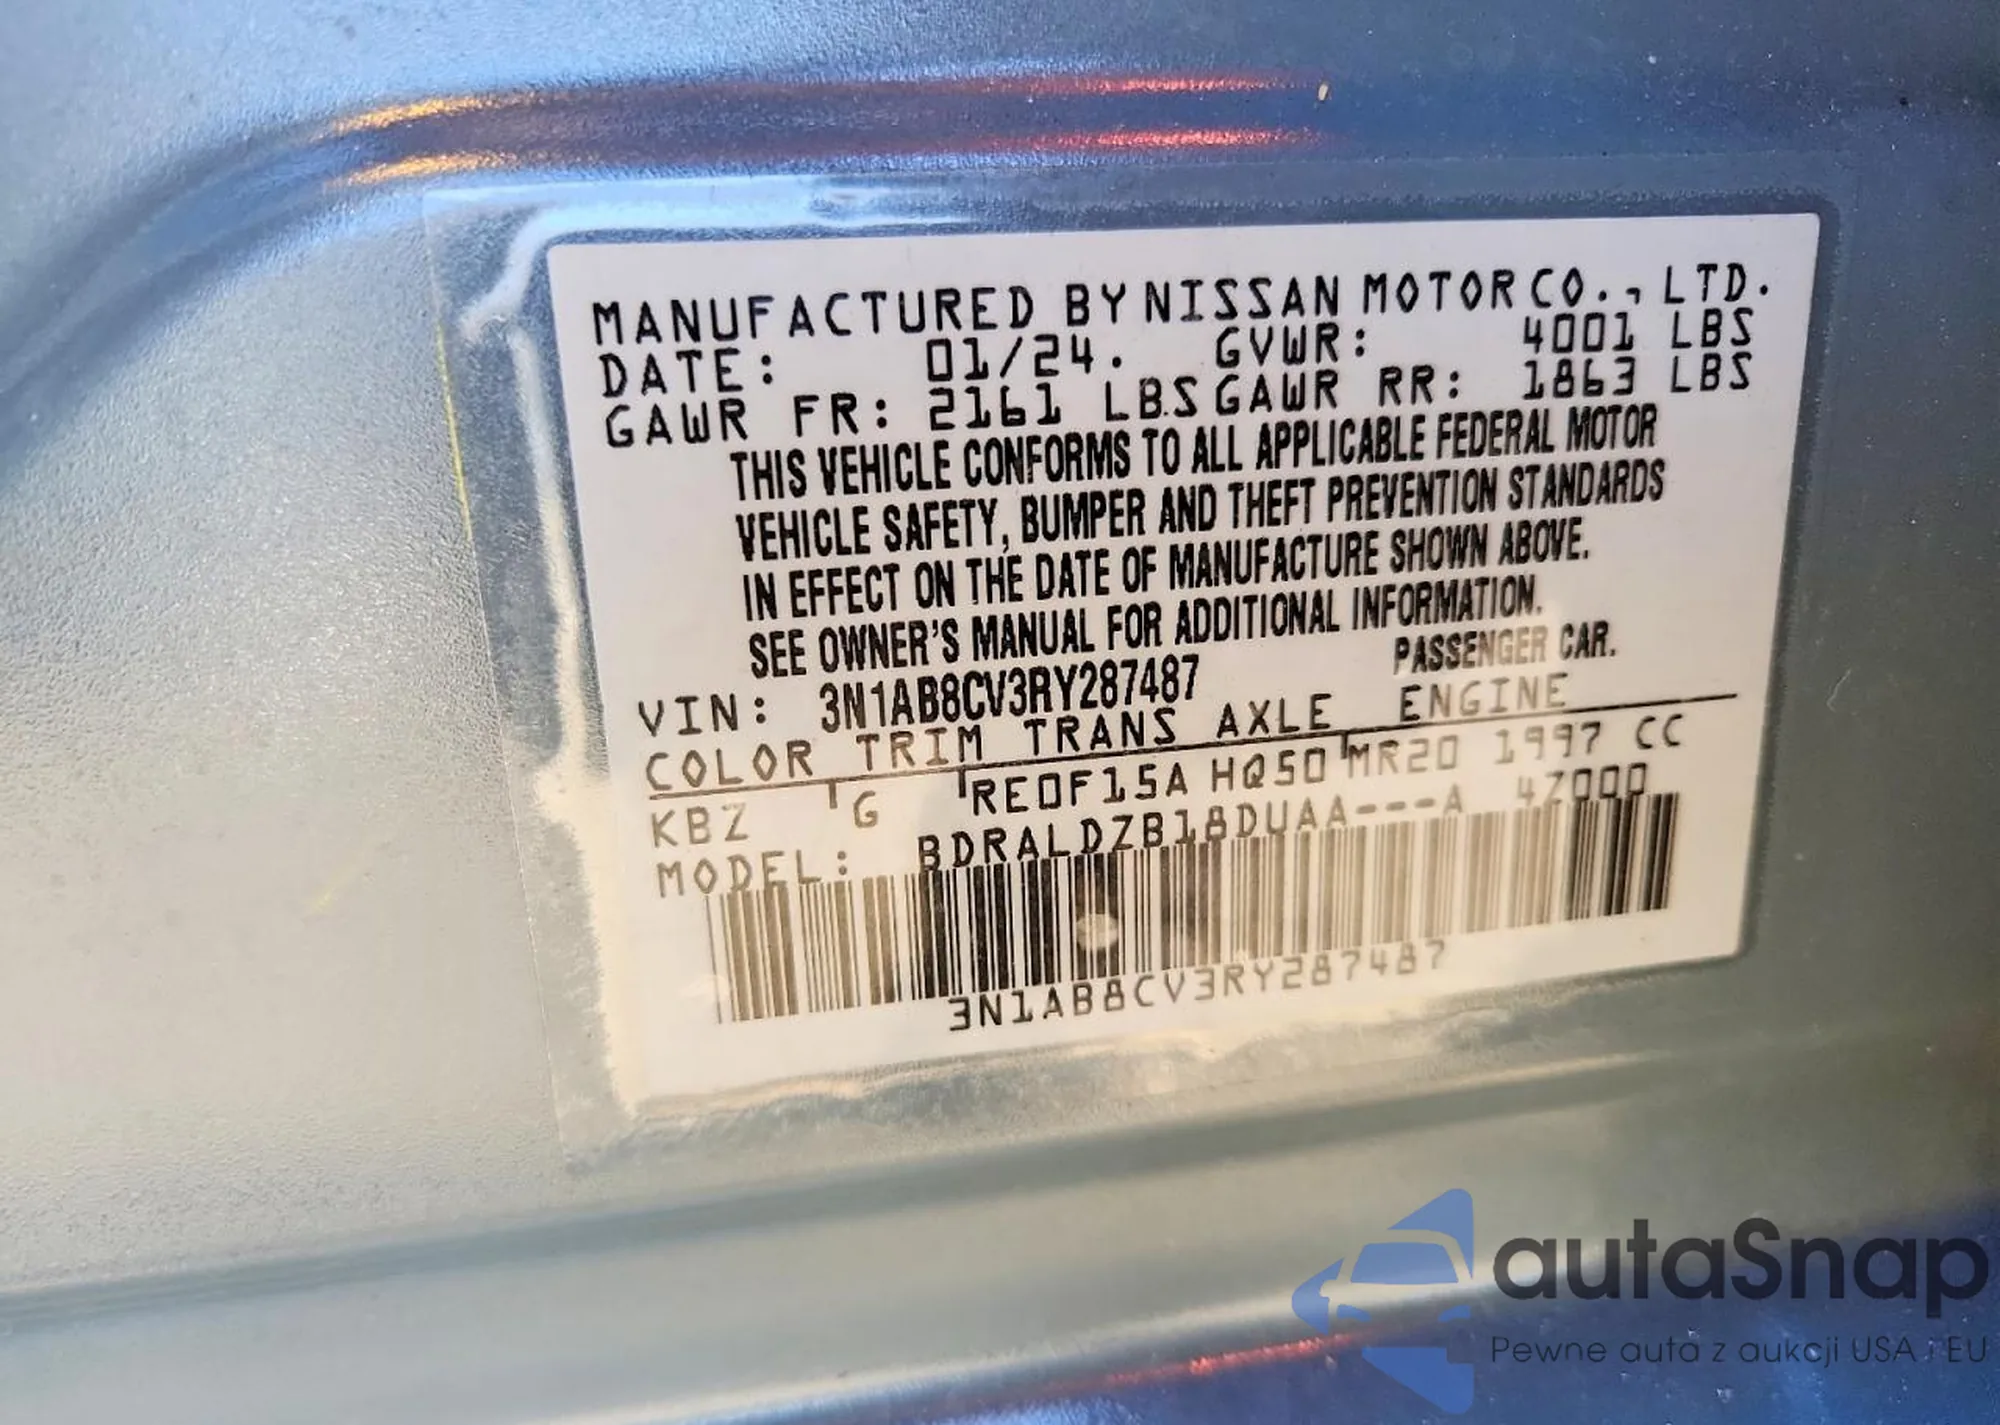 MANUFACTURED BY NISSAN MOTOR CO., LTD.
DATE: 01/24. GVWR: 4001 LBS
GAWR FR: 2161 LBS GAWR RR: 1863 LBS
THIS VEHICLE CONFORMS TO ALL APPLICABLE FEDERAL MOTOR
VEHICLE SAFETY, BUMPER AND THEFT PREVENTION STANDARDS
IN EFFECT ON THE DATE OF MANUFACTURE SHOWN ABOVE.
SEE OWNER'S MANUAL FOR ADDITIONAL INFORMATION.
VIN: 3N1AB8CV3RY287487 PASSENGER CAR.
COLOR TRIM TRANS AXLE ENGINE
KBZ G RE0F15A HQ50 MR20 1997 CC
MODEL: BDRALDZB18DUAA---A 4Z000
3N1AB8CV3RY287487
autaSnap
Pewne auta z aukcji USA i EU